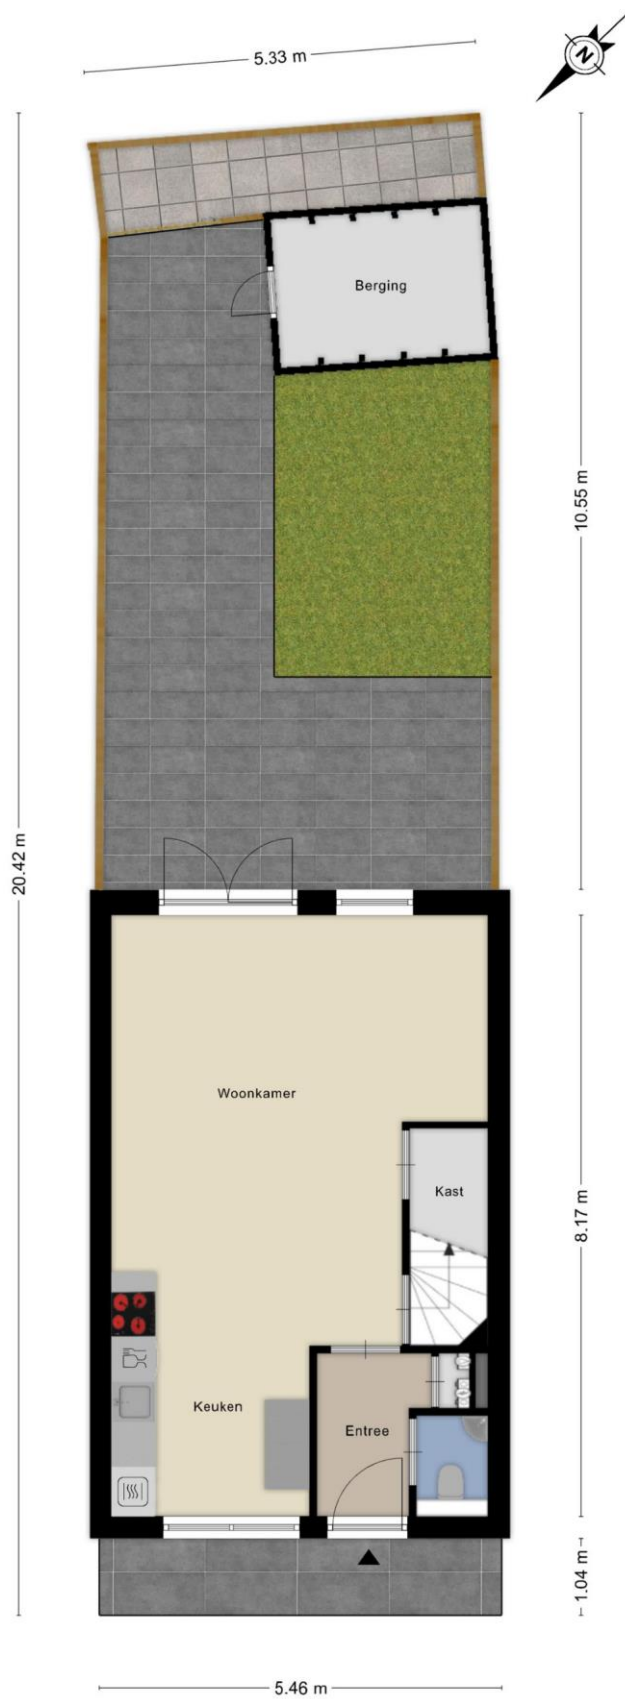 5.33 m
N
Berging
10.55 m
20.42 m
Woonkamer
Kast
8.17 m
Keuken
Entree
1.04 m
5.46 m